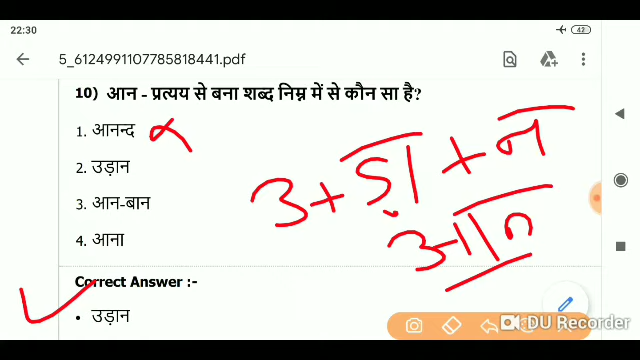 22:30
42
5_6124991107785818441.pdf
10) आन - प्रत्यय से बना शब्द निम्न में से कौन सा है?
1. आनन्द
2. उड़ान
3. आन-बान
4. आना
उ + ड़ा + न
आन
Correct Answer :-
• उड़ान
DU Recorder